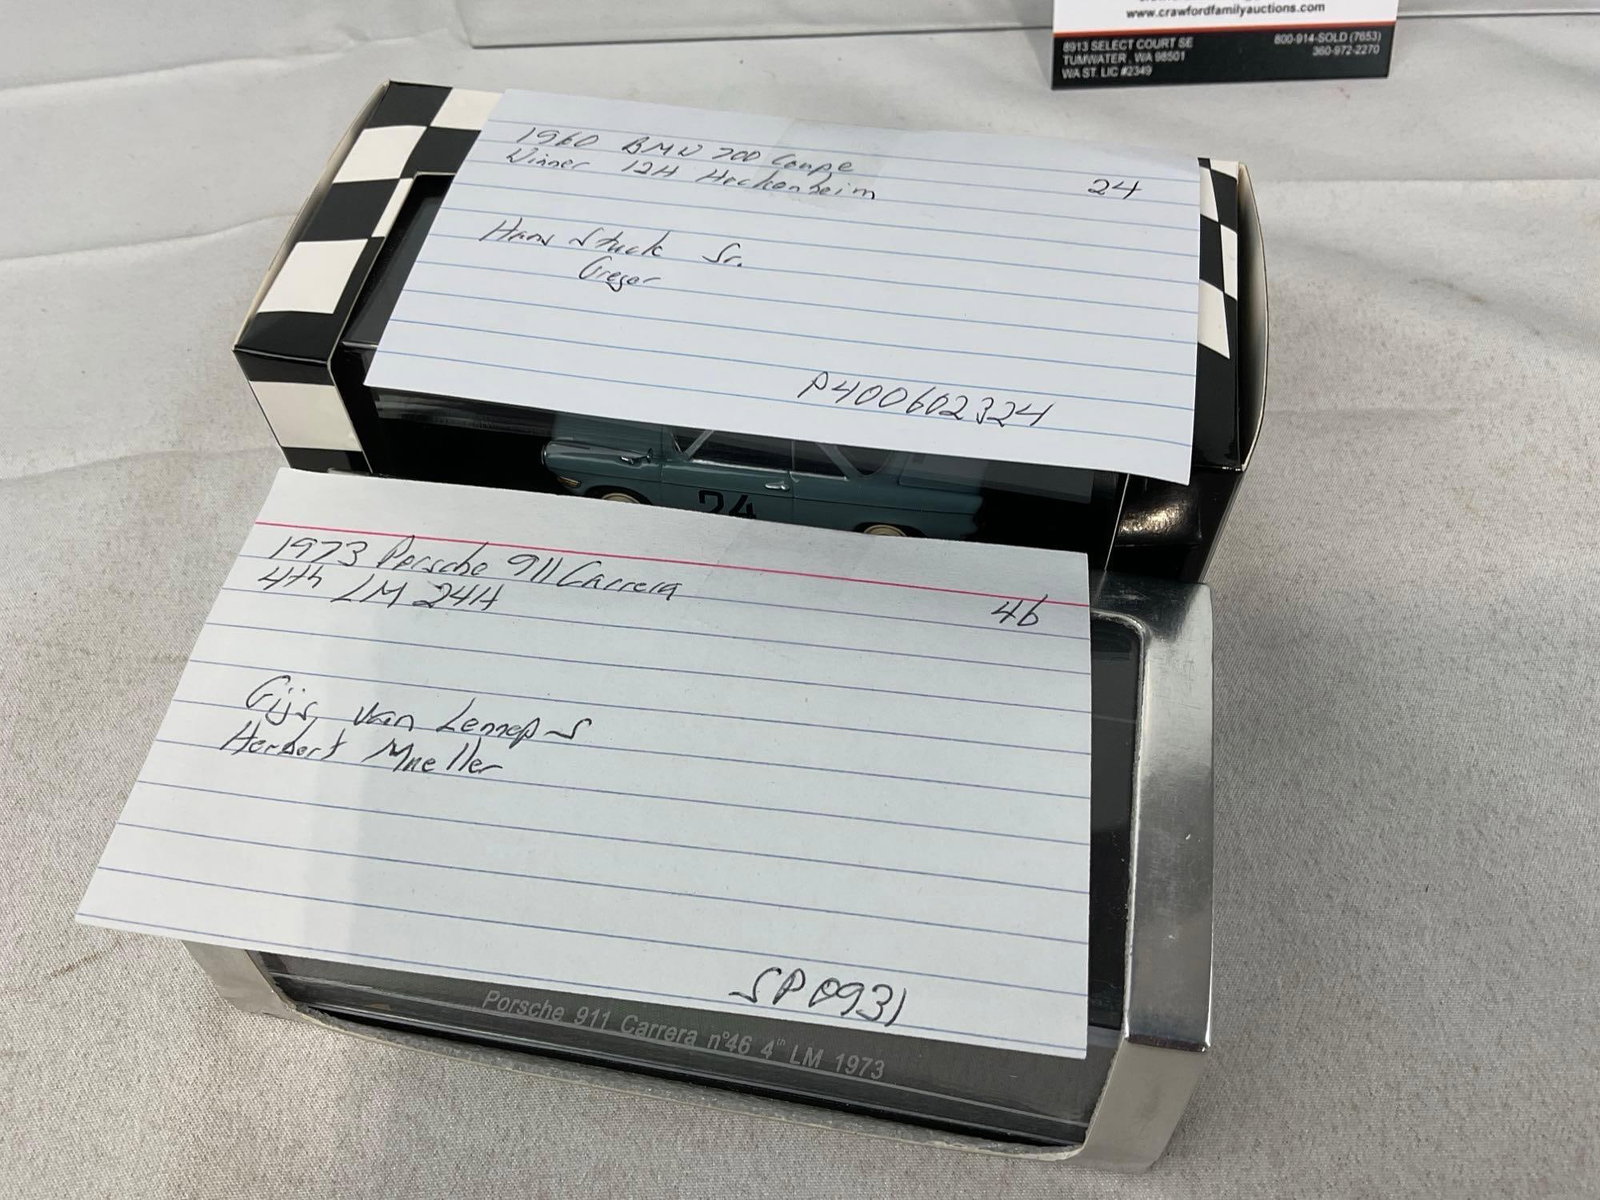 www.crawfordfamilyauctions.com
8913 SELECT COURT SE
TUMWATER, WA 98501
WA ST. LIC #2349
800-914-SOLD (7653)
360-972-2270
1960 BMW 700 Coupe
Winner 12H Hockenheim
24
Hans Stuck Sr.
Greger
P400602324
24
1973 Porsche 911 Carrera
4th LM 24H
46
Gijs van Lennep
Herbert Mueller
SP0931
Porsche 911 Carrera n°46 4th LM 1973